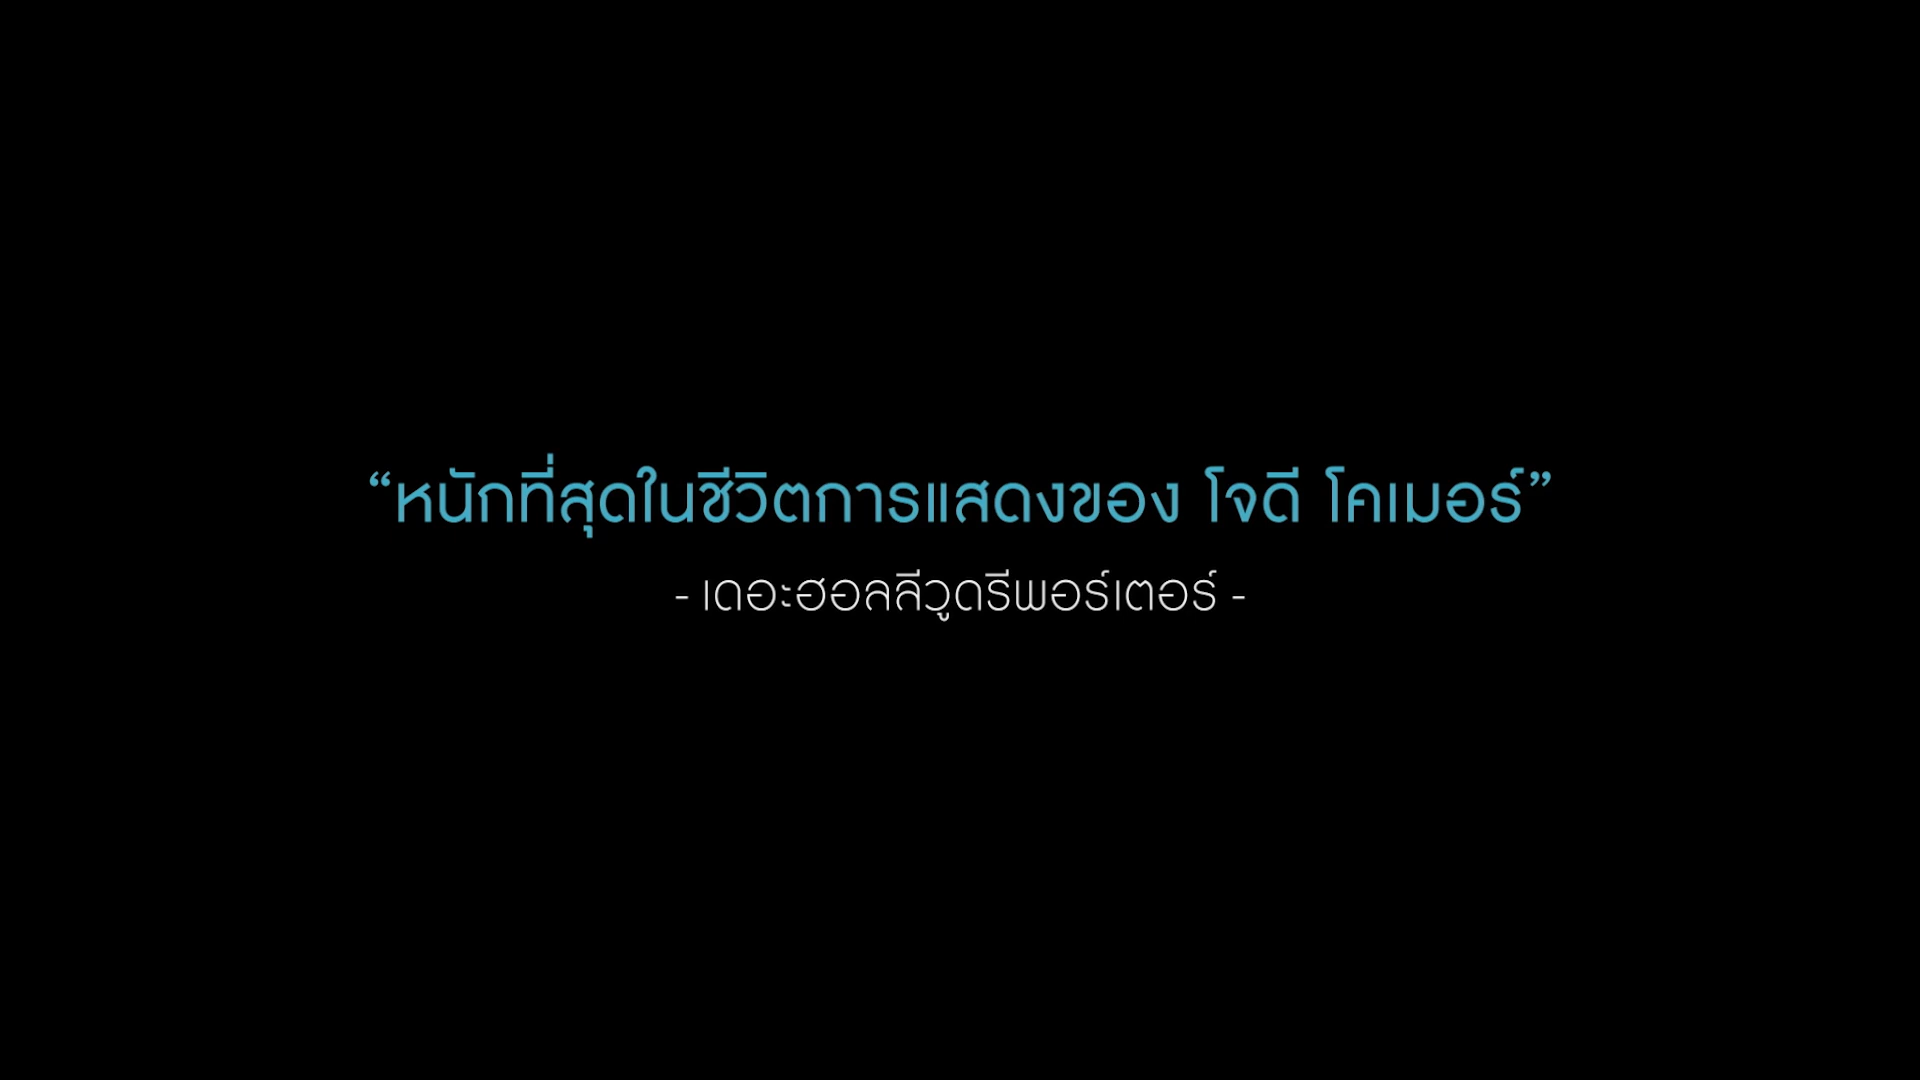 “หนักที่สุดในชีวิตการแสดงของ โจดี โคเมอร์”
- เดอะฮอลลีวูดรีพอร์เตอร์ -